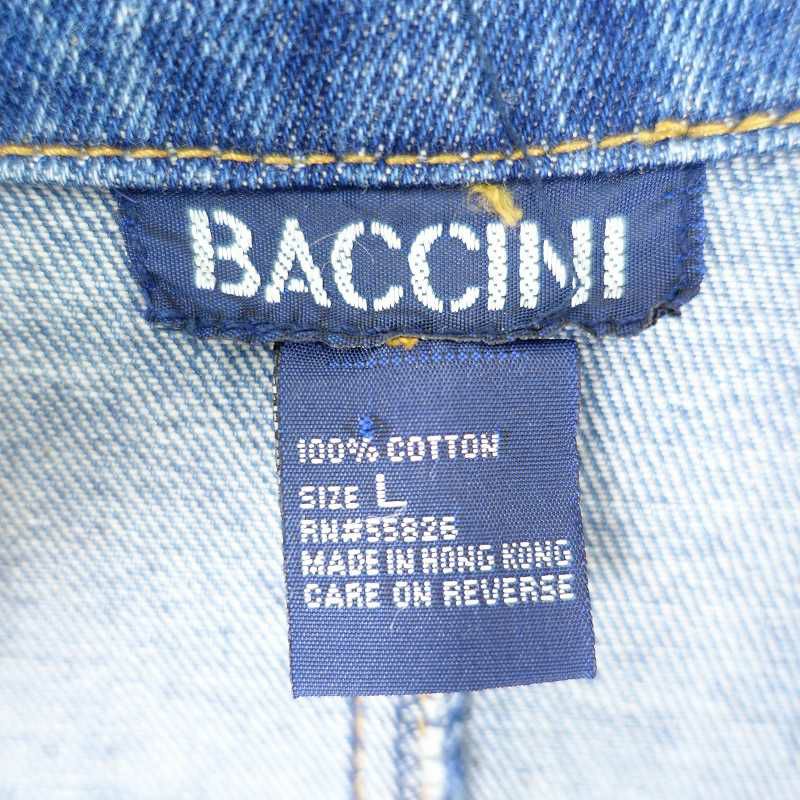 BACCINI
100% COTTON
SIZE L
RN#55826
MADE IN HONG KONG
CARE ON REVERSE